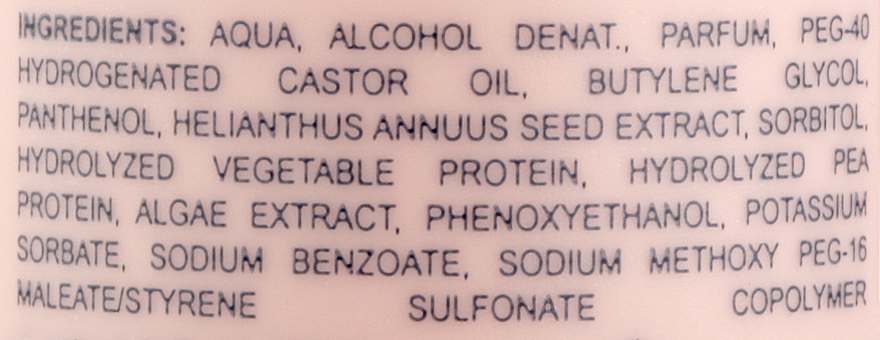 INGREDIENTS: AQUA, ALCOHOL DENAT., PARFUM, PEG-40
HYDROGENATED CASTOR OIL, BUTYLENE GLYCOL,
PANTHENOL, HELIANTHUS ANNUUS SEED EXTRACT, SORBITOL,
HYDROLYZED VEGETABLE PROTEIN, HYDROLYZED PEA
PROTEIN, ALGAE EXTRACT, PHENOXYETHANOL, POTASSIUM
SORBATE, SODIUM BENZOATE, SODIUM METHOXY PEG-16
MALEATE/STYRENE SULFONATE COPOLYMER